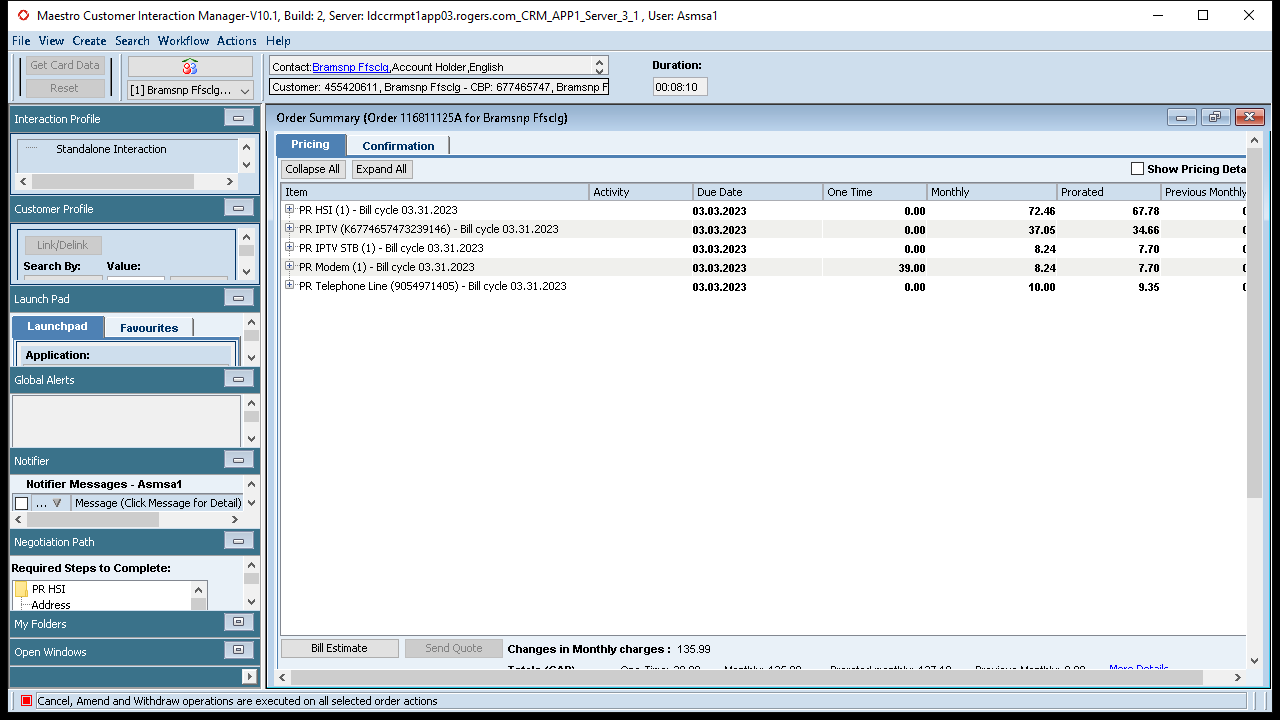 Maestro Customer Interaction Manager-V10.1, Build: 2, Server: ldccrmpt1app03.rogers.com_CRM_APP1_Server_3_1 , User: Asmsa1
File View Create Search Workflow Actions Help
Get Card Data
Reset
[1] Bramsnp Ffsclg...
Contact:Bramsnp Ffsclg,Account Holder,English
Customer: 455420611, Bramsnp Ffsclg - CBP: 677465747, Bramsnp F
Duration:
00:08:10
Interaction Profile
Standalone Interaction
Customer Profile
Link/Delink
Search By: Value:
Launch Pad
Launchpad Favourites
Application:
Global Alerts
Notifier
Notifier Messages - Asmsa1
... Message (Click Message for Detail)
Negotiation Path
Required Steps to Complete:
PR HSI
Address
My Folders
Open Windows
Order Summary (Order 116811125A for Bramsnp Ffsclg)
Pricing Confirmation
Collapse All Expand All Show Pricing Deta
Item Activity Due Date One Time Monthly Prorated Previous Monthly
PR HSI (1) - Bill cycle 03.31.2023 03.03.2023 0.00 72.46 67.78
PR IPTV (K6774657473239146) - Bill cycle 03.31.2023 03.03.2023 0.00 37.05 34.66
PR IPTV STB (1) - Bill cycle 03.31.2023 03.03.2023 0.00 8.24 7.70
PR Modem (1) - Bill cycle 03.31.2023 03.03.2023 39.00 8.24 7.70
PR Telephone Line (9054971405) - Bill cycle 03.31.2023 03.03.2023 0.00 10.00 9.35
Bill Estimate Send Quote Changes in Monthly charges : 135.99
More Details
Cancel, Amend and Withdraw operations are executed on all selected order actions